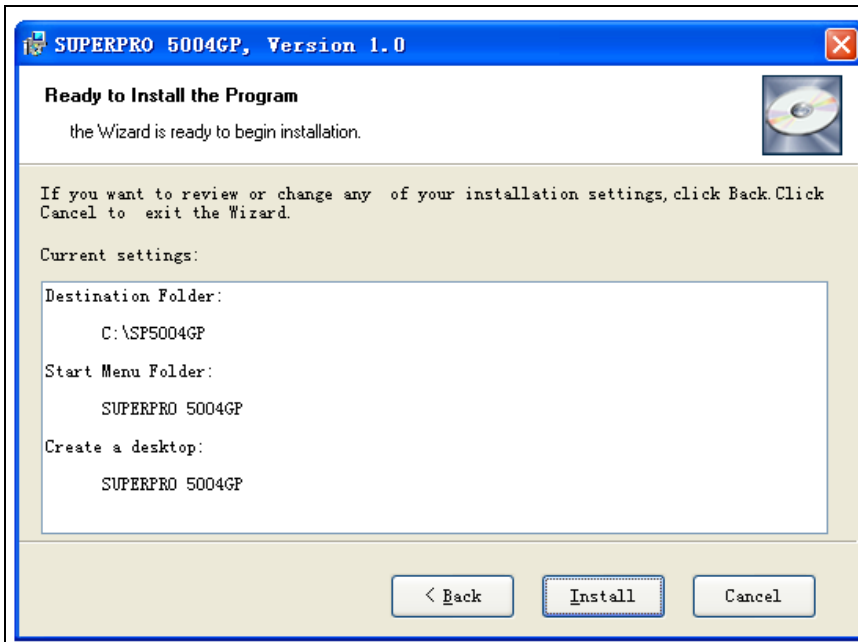 SUPERPRO 5004GP, Version 1.0
Ready to Install the Program
the Wizard is ready to begin installation.
If you want to review or change any of your installation settings,click Back.Click
Cancel to exit the Wizard.
Current settings:
Destination Folder:
C:\SP5004GP
Start Menu Folder:
SUPERPRO 5004GP
Create a desktop:
SUPERPRO 5004GP
< Back
Install
Cancel